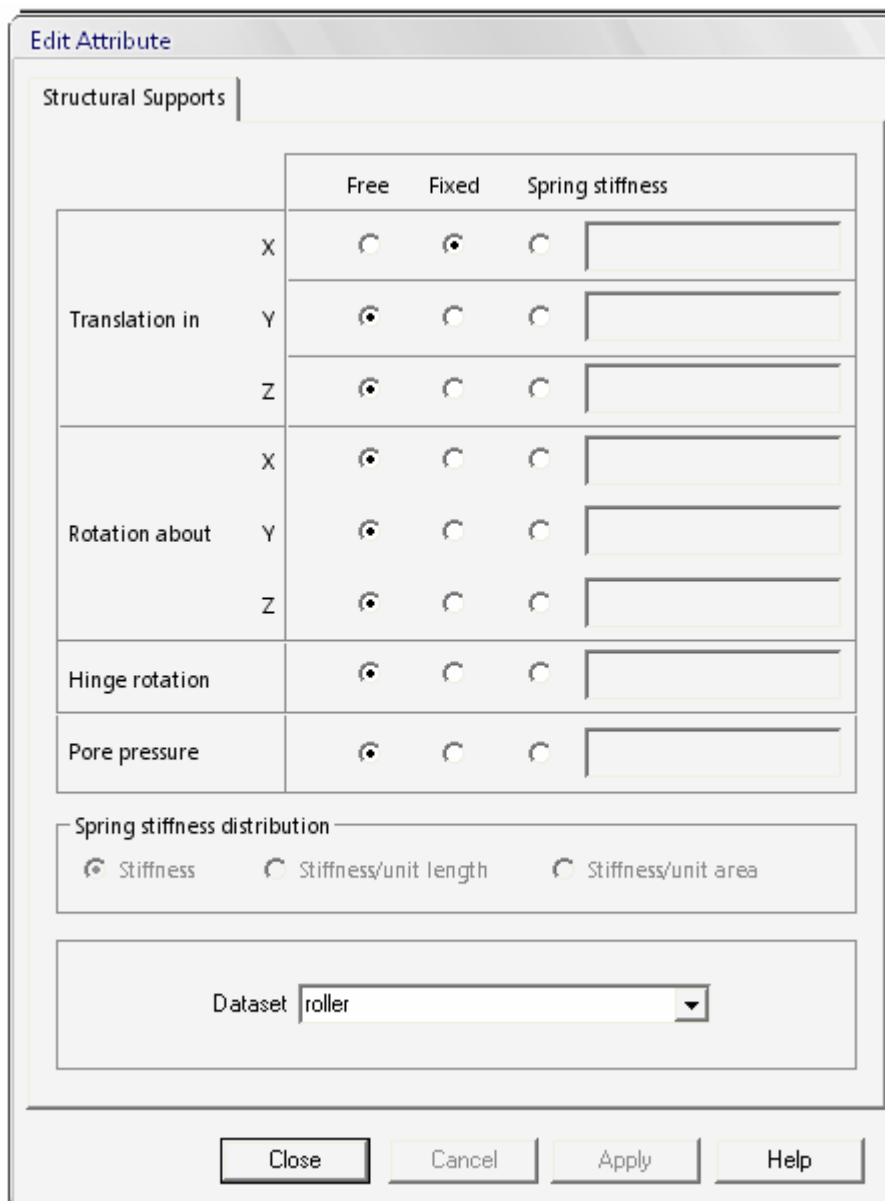 Edit Attribute
Structural Supports
Free Fixed Spring stiffness
X
Translation in Y
Z
X
Rotation about Y
Z
Hinge rotation
Pore pressure
Spring stiffness distribution
Stiffness Stiffness/unit length Stiffness/unit area
Dataset roller
Close Cancel Apply Help